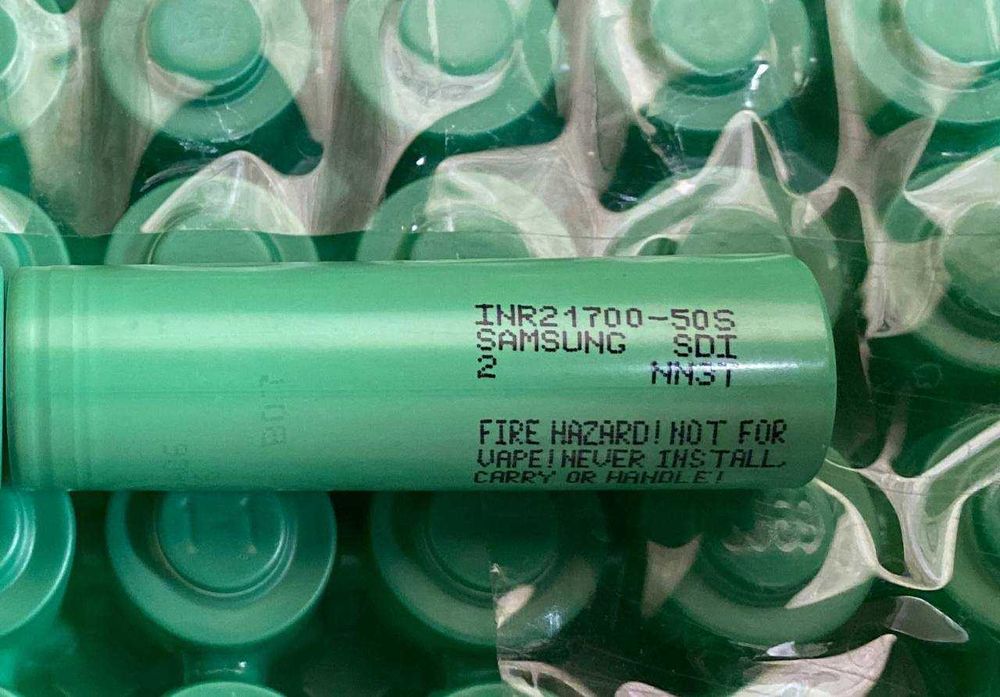 INR21700-50S
SAMSUNG SDI
2 NN3T
FIRE HAZARD! NOT FOR
VAPE! NEVER INSTALL,
CARRY OR HANDLE!